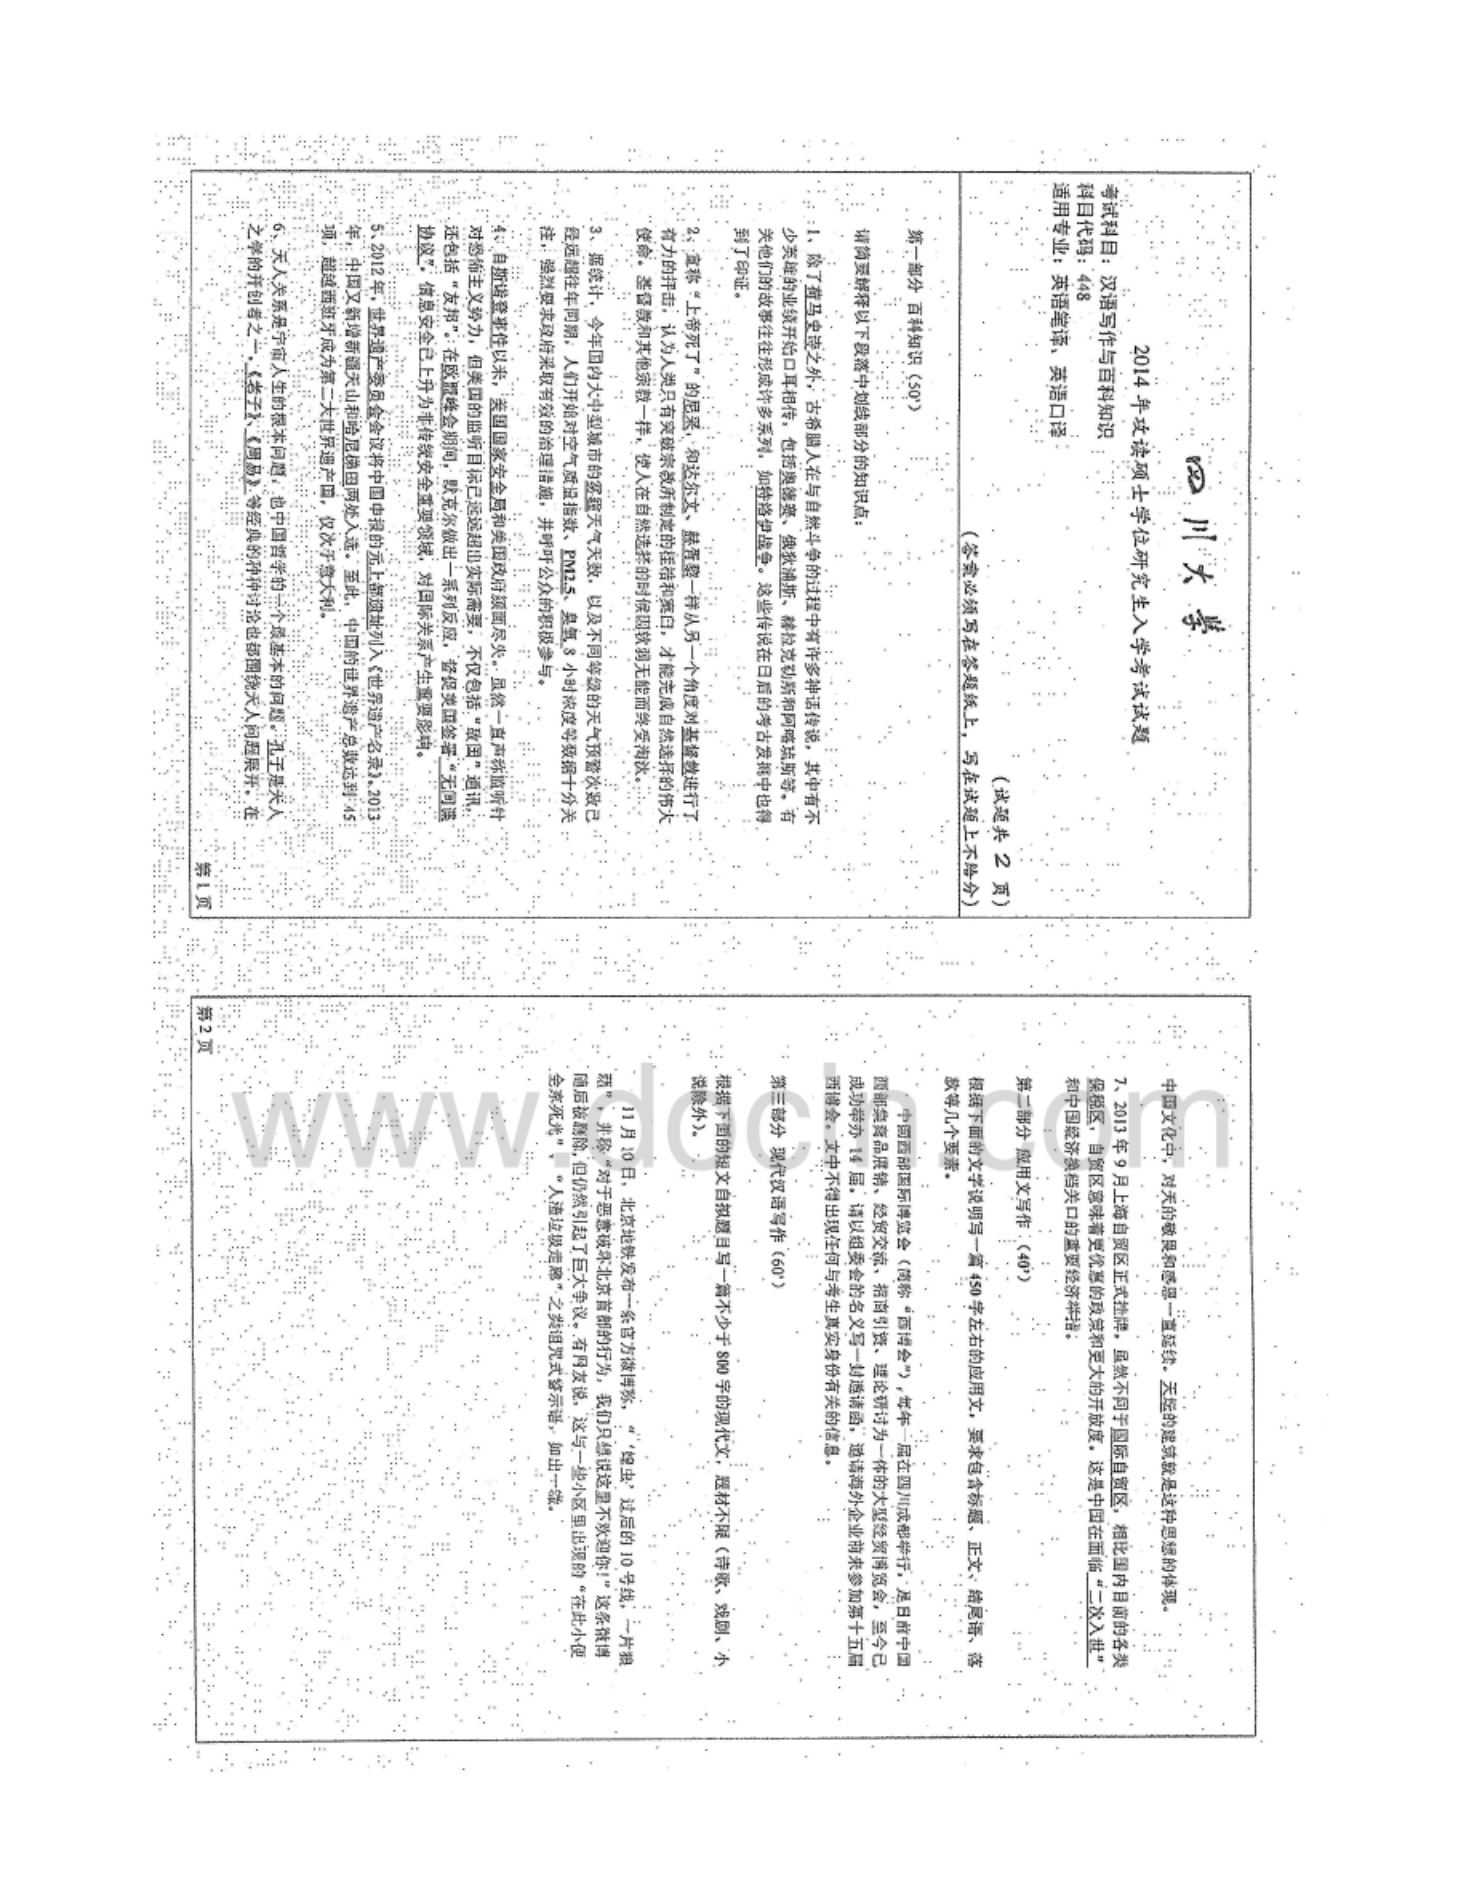 四川大学
2014年攻读硕士学位研究生入学考试试题
考试科目：汉语写作与百科知识
科目代码：448
适用专业：英语笔译、英语口译
（试题共 2 页）
（答案必须写在答题纸上，写在试题上不给分）
第一部分 百科知识（50'）
请简要解释以下段落中划线部分的知识点：
1、除了荷马史诗之外，古希腊人在与自然斗争的过程中有许多神话传说，其中有不
少英雄的业绩开始口耳相传，包括奥德赛、俄狄浦斯、赫拉克勒斯和阿喀琉斯等。有
关他们的故事往往形成许多系列，如特洛伊战争。这些传说在日后的考古发掘中也得
到了印证。
2、宣称“上帝死了”的尼采，和达尔文、赫胥黎一样从另一个角度对基督教进行了
有力的抨击，认为人类只有突破宗教所制定的桎梏和窠臼，才能完成自然选择的伟大
使命。基督教和其他宗教一样，使人在自然选择的时候因软弱无能而终受淘汰。
3、据统计，今年国内大中型城市的雾霾天气天数，以及不同等级的天气预警次数已
经远超往年同期，人们开始对空气质量指数、PM2.5、臭氧 8 小时浓度等数据十分关
注，强烈要求政府采取有效的治理措施，并呼吁公众的积极参与。
4、自斯诺登事件以来，美国国家安全局和美国政府颜面尽失。虽然一直声称监听针
对恐怖主义势力，但美国的监听目标已远远超出实际需要，不仅包括“敌国”通讯，
还包括“友邦”。在欧盟峰会期间，默克尔做出一系列反应，督促美国签署“无间谍
协议”。信息安全已上升为非传统安全重要领域，对国际关系产生重要影响。
5、2012 年，世界遗产委员会会议将中国申报的元上都遗址列入《世界遗产名录》。2013
年，中国又新增新疆天山和哈尼梯田两处入选。至此，中国的世界遗产总数达到 45
项，超越西班牙成为第二大世界遗产国，仅次于意大利。
6、天人关系是宇宙人生的根本问题，也中国哲学的一个最基本的问题。孔子是天人
之学的开创者之一，《老子》、《周易》等经典的种种讨论也都围绕天人问题展开。在
第 1 页
中国文化中，对天的敬畏和感恩一直延续。天坛的建筑就是这种思想的体现。
7、2013 年 9 月上海自贸区正式挂牌。虽然不同于国际自贸区，相比国内目前的各类
保税区，自贸区意味着更优惠的政策和更大的开放度。这是中国在面临“二次入世”
和中国经济换档关口的重要经济举措。
第二部分 应用文写作（40'）
根据下面的文字说明写一篇 450 字左右的应用文，要求包含标题、正文、结尾语、落
款等几个要素。
中国西部国际博览会（简称“西博会”），每年一届在四川成都举行，是目前中国
西部集商品展销、经贸交流、招商引资、理论研讨为一体的大型经贸博览会，至今已
成功举办 14 届。请以组委会的名义写一封邀请函，邀请海外企业前来参加第十五届
西博会。文中不得出现任何与考生真实身份有关的信息。
第三部分 现代汉语写作（60'）
根据下面的短文自拟题目写一篇不少于 800 字的现代文，题材不限（诗歌、戏剧、小
说除外）。
11 月 10 日，北京地铁发布一条官方微博称，“‘蝗虫’过后的 10 号线，一片狼
藉”，并称“对于恶意破坏北京首都的行为，我们只想说这里不欢迎你！”这条微博
随后被删除，但仍然引起了巨大争议。有网友说，这与一些小区里出现的“在此小便
全家死光”、“人渣垃圾走廊”之类诅咒式警示语，如出一辙。
第 2 页
www.docin.com